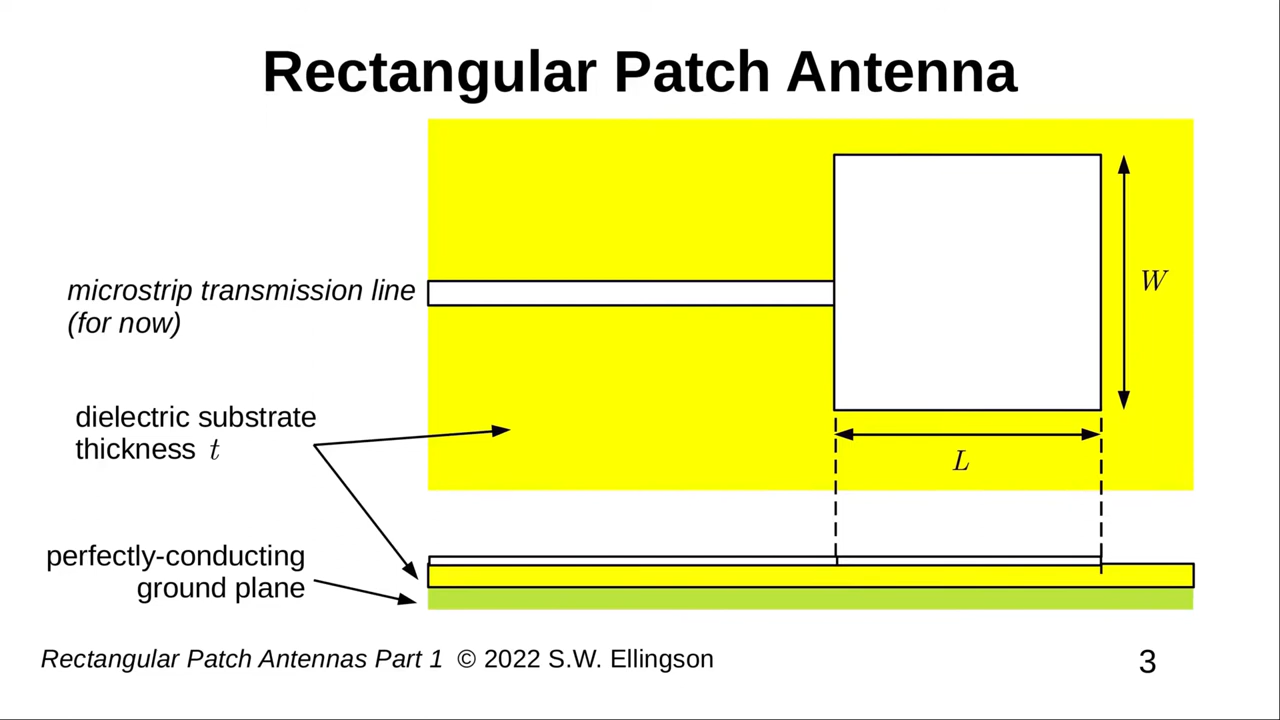 Rectangular Patch Antenna
microstrip transmission line
(for now)
W
dielectric substrate
thickness t
L
perfectly-conducting
ground plane
Rectangular Patch Antennas Part 1 © 2022 S.W. Ellingson
3